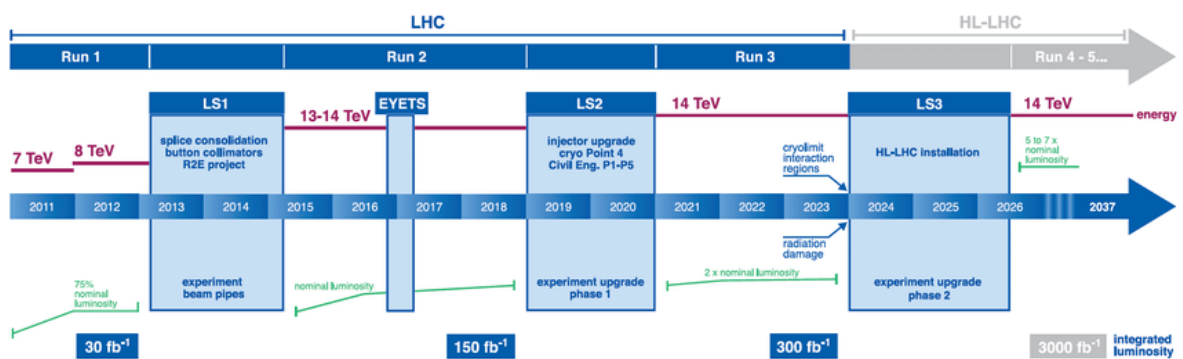 LHC
HL-LHC
Run 1
Run 2
Run 3
Run 4 - 5...
LS1
EYETS
LS2
LS3
7 TeV
8 TeV
13-14 TeV
14 TeV
14 TeV
energy
splice consolidation
button collimators
R2E project
injector upgrade
cryo Point 4
Civil Eng. P1-P5
cryolimit
interaction
regions
HL-LHC installation
5 to 7 x
nominal
luminosity
2011
2012
2013
2014
2015
2016
2017
2018
2019
2020
2021
2022
2023
2024
2025
2026
2037
radiation
damage
75%
nominal
luminosity
experiment
beam pipes
nominal luminosity
experiment upgrade
phase 1
2 x nominal luminosity
experiment upgrade
phase 2
30 fb⁻¹
150 fb⁻¹
300 fb⁻¹
3000 fb⁻¹
integrated
luminosity